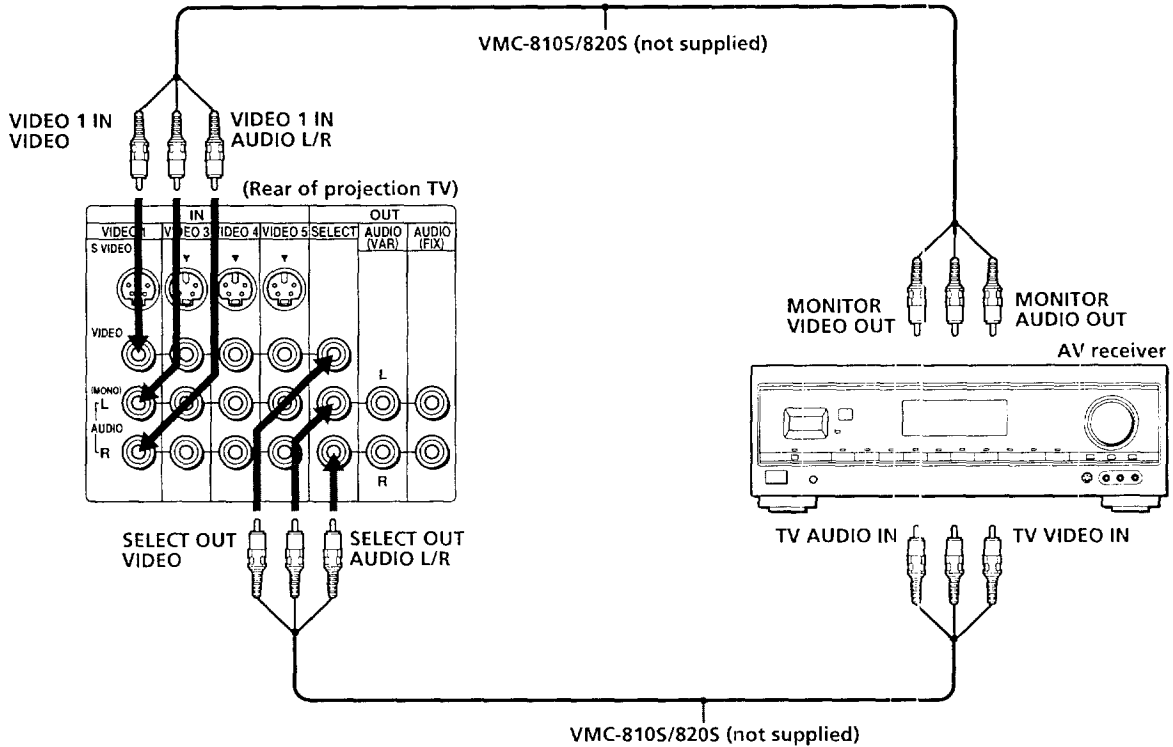 VMC-810S/820S (not supplied)
VIDEO 1 IN
VIDEO
VIDEO 1 IN
AUDIO L/R
(Rear of projection TV)
IN
OUT
VIDEO 1
VIDEO 3
VIDEO 4
VIDEO 5
SELECT
AUDIO
(VAR)
AUDIO
(FIX)
S VIDEO
VIDEO
(MONO)
L
AUDIO
R
L
R
MONITOR
VIDEO OUT
MONITOR
AUDIO OUT
AV receiver
SELECT OUT
VIDEO
SELECT OUT
AUDIO L/R
TV AUDIO IN
TV VIDEO IN
VMC-810S/820S (not supplied)